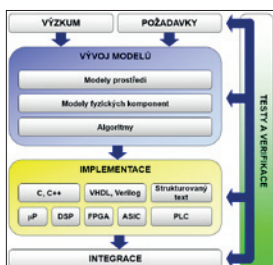 VÝZKUM
POŽADAVKY
VÝVOJ MODELŮ
Modely prostředí
Modely fyzických komponent
Algoritmy
IMPLEMENTACE
C, C++
VHDL, Verilog
Strukturovaný
text
µP
DSP
FPGA
ASIC
PLC
INTEGRACE
TESTY A VERIFIKACE